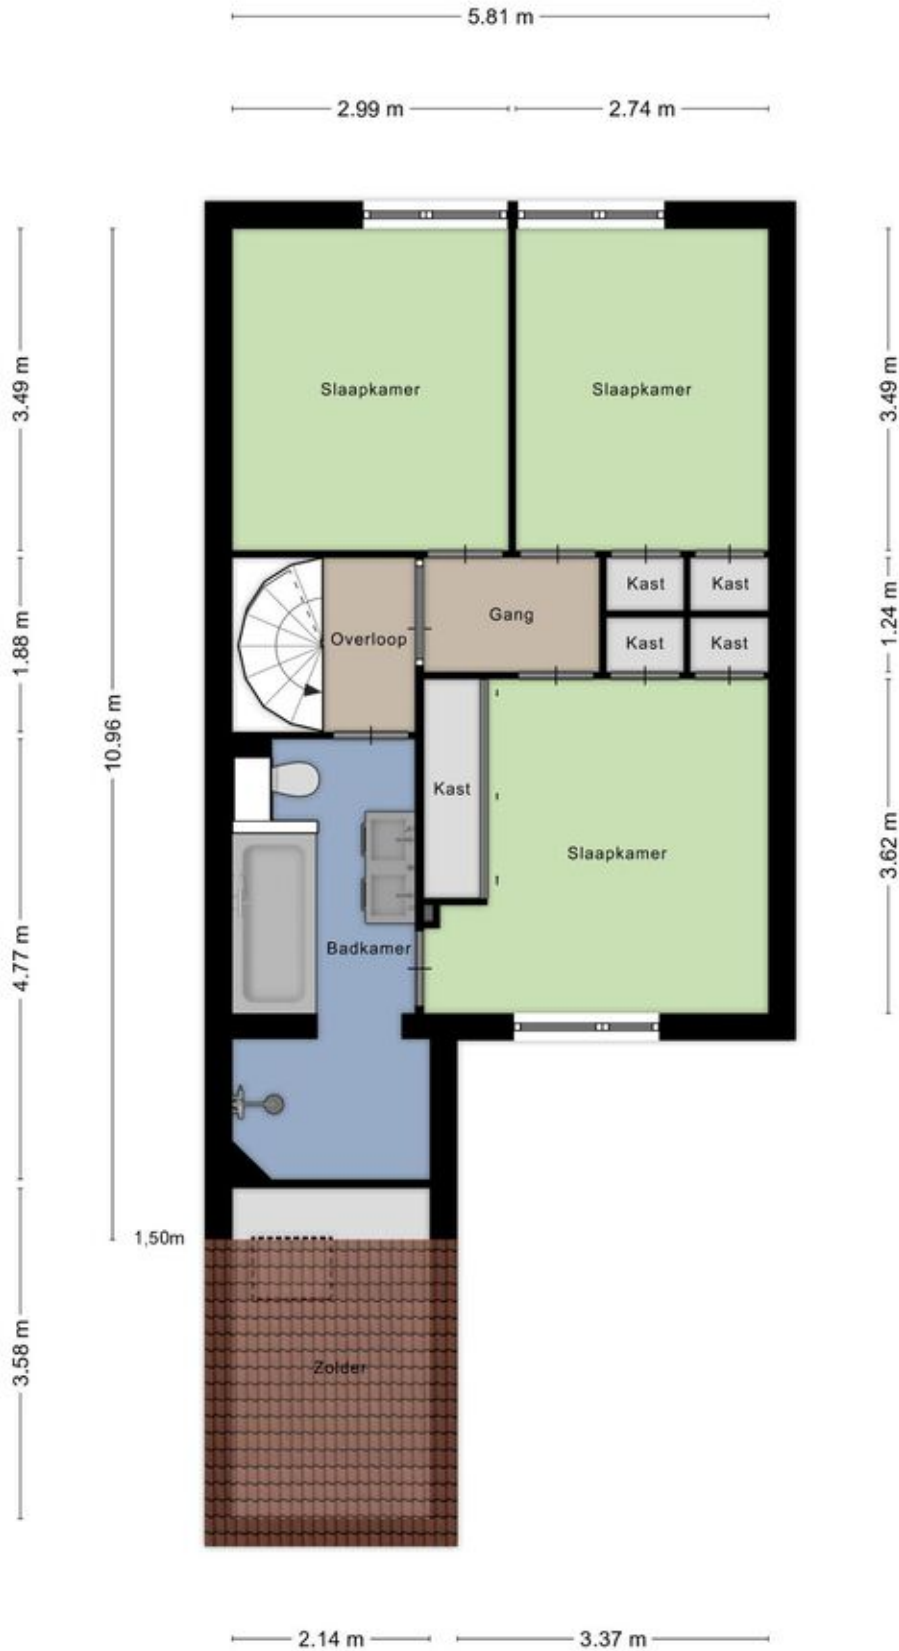 5.81 m
2.99 m
2.74 m
3.49 m
3.49 m
Slaapkamer
Slaapkamer
1.88 m
1.24 m
Kast
Kast
Gang
Overloop
Kast
Kast
10.96 m
Kast
Slaapkamer
3.62 m
4.77 m
Badkamer
1,50m
3.58 m
Zolder
2.14 m
3.37 m